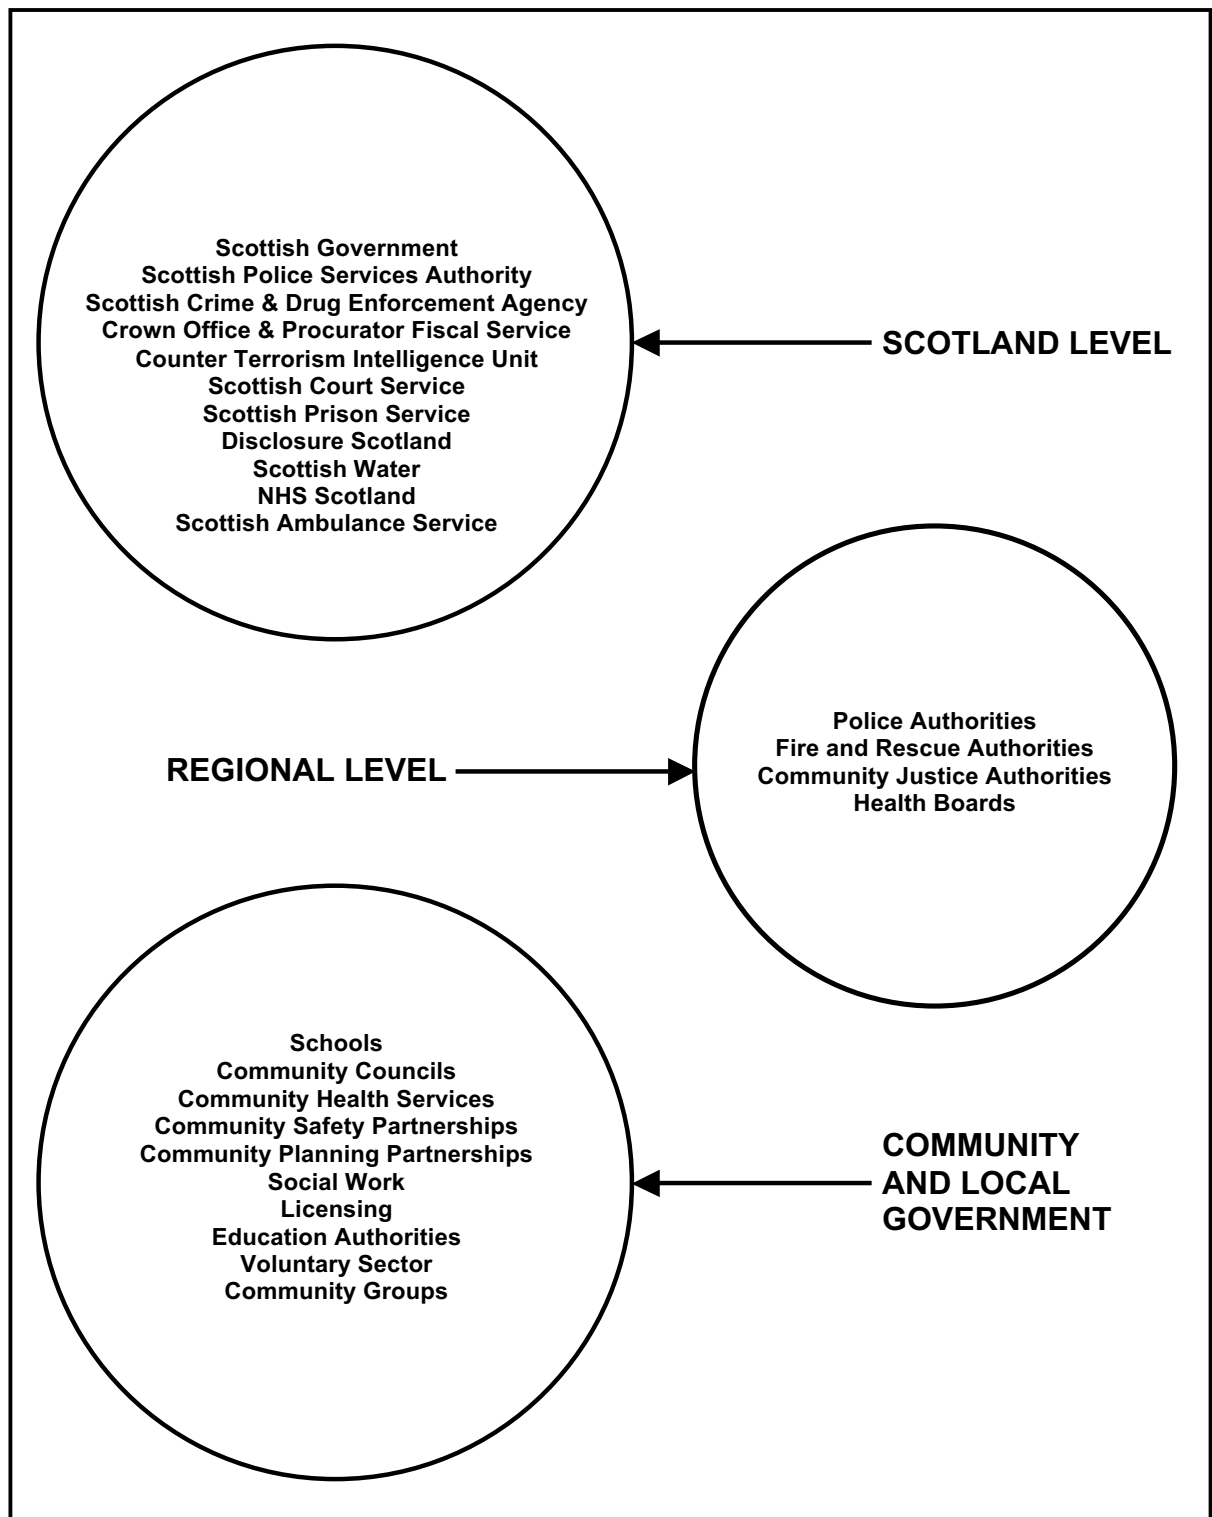 Scottish Government
Scottish Police Services Authority
Scottish Crime & Drug Enforcement Agency
Crown Office & Procurator Fiscal Service
Counter Terrorism Intelligence Unit
Scottish Court Service
Scottish Prison Service
Disclosure Scotland
Scottish Water
NHS Scotland
Scottish Ambulance Service
SCOTLAND LEVEL
REGIONAL LEVEL
Police Authorities
Fire and Rescue Authorities
Community Justice Authorities
Health Boards
Schools
Community Councils
Community Health Services
Community Safety Partnerships
Community Planning Partnerships
Social Work
Licensing
Education Authorities
Voluntary Sector
Community Groups
COMMUNITY
AND LOCAL
GOVERNMENT